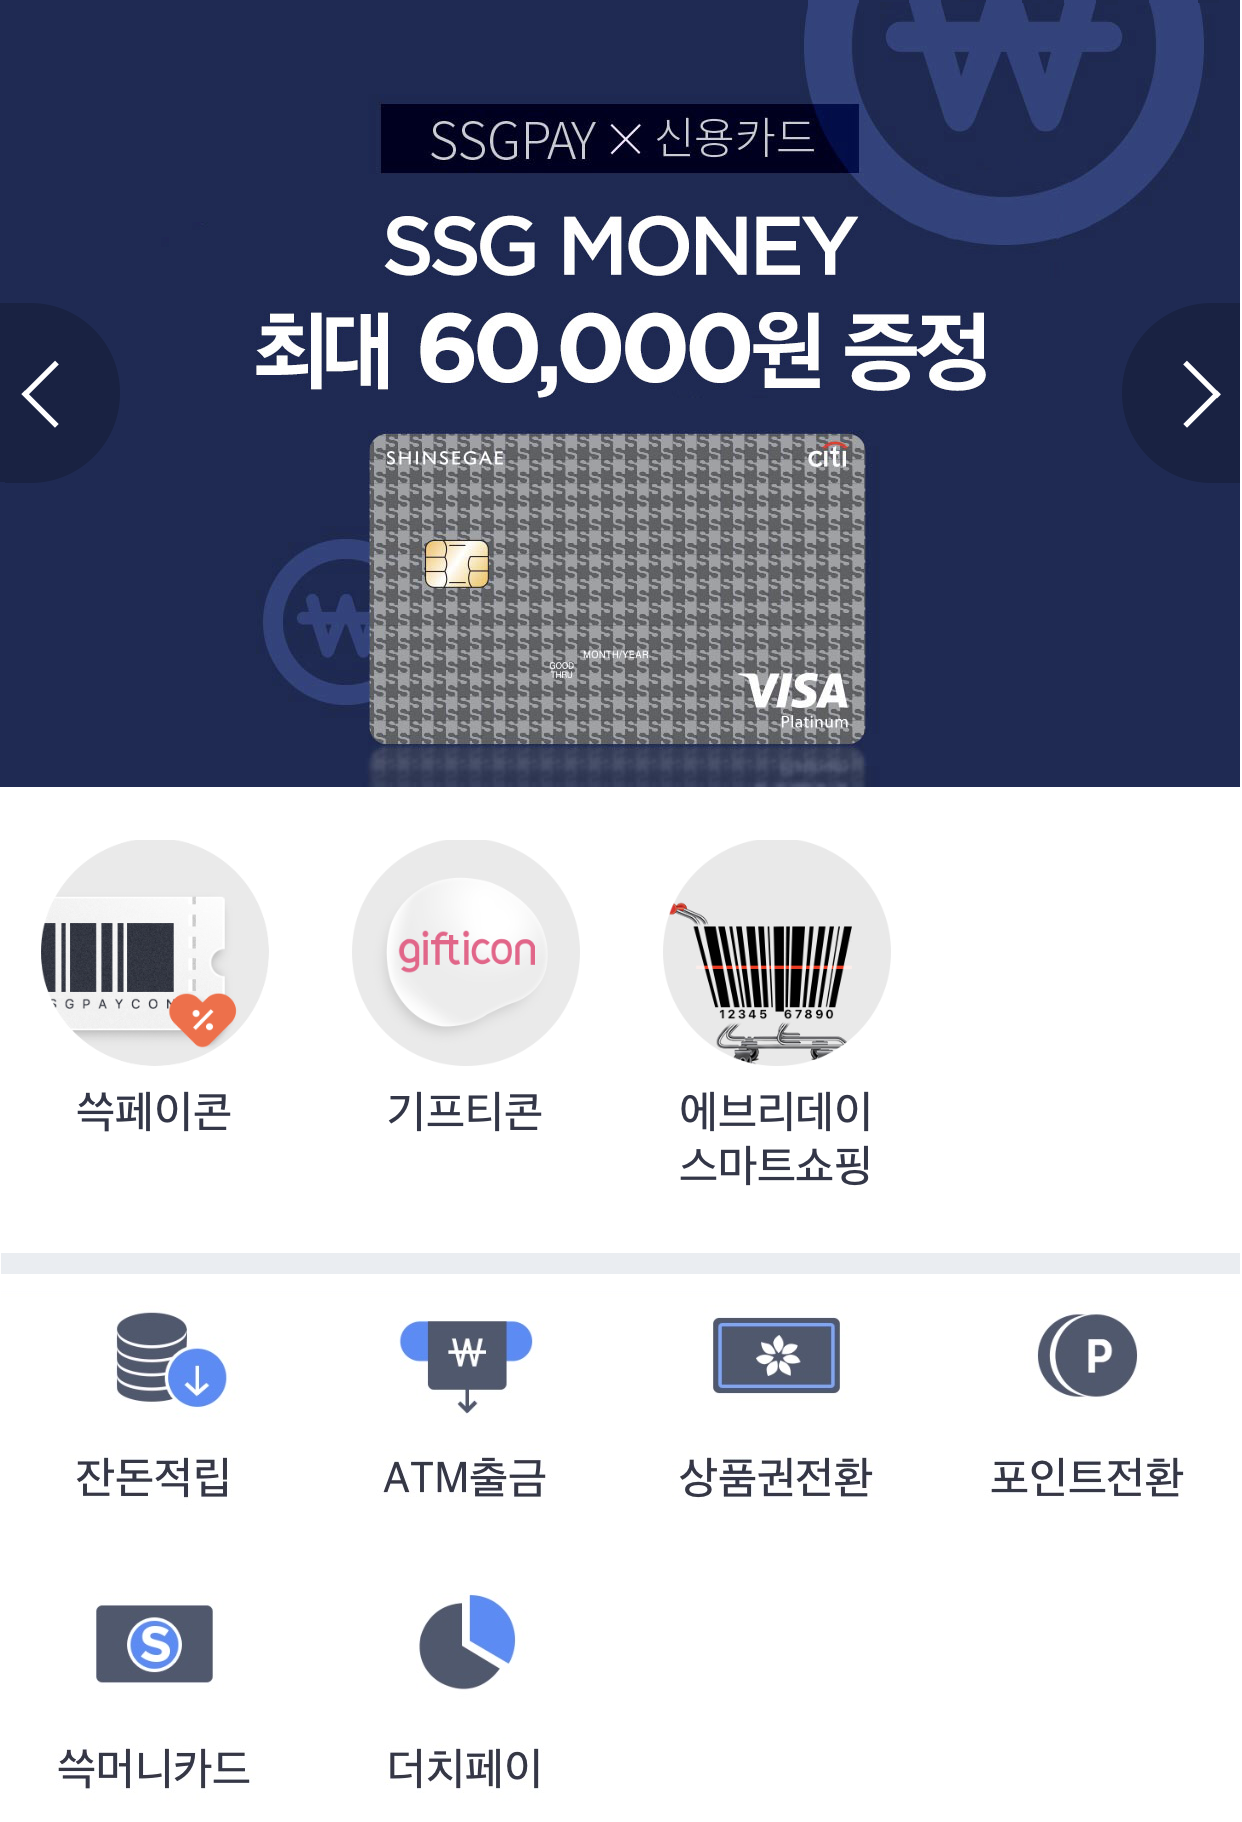 SSGPAY × 신용카드
SSG MONEY
최대 60,000원 증정
SHINSEGAE
citi
MONTH/YEAR
GOOD
THRU
VISA
Platinum
SGPAYCON
%
gifticon
12345 67890
쓱페이콘
기프티콘
에브리데이
스마트쇼핑
₩
P
잔돈적립
ATM출금
상품권전환
포인트전환
S
쓱머니카드
더치페이